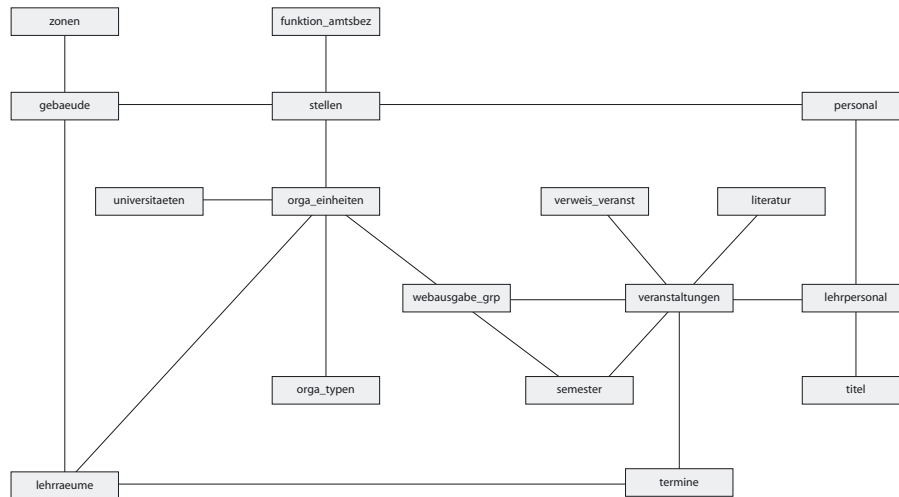 zonen
funktion_amtsbez
gebaeude
stellen
personal
universitaeten
orga_einheiten
verweis_veranst
literatur
webausgabe_grp
veranstaltungen
lehrpersonal
orga_typen
semester
titel
lehrraeume
termine